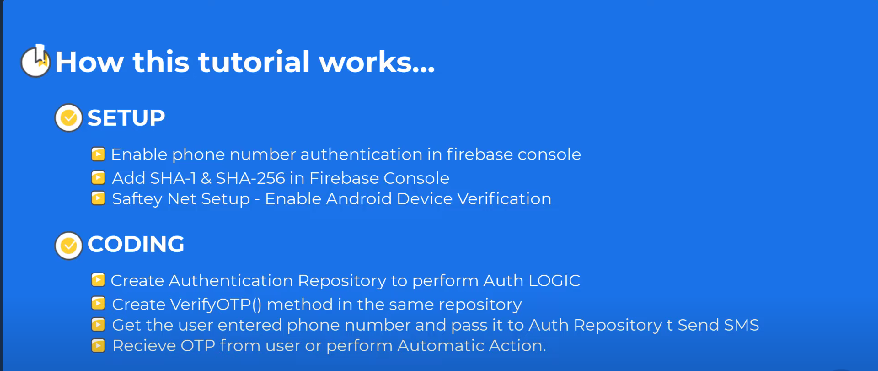 How this tutorial works...
SETUP
Enable phone number authentication in firebase console
Add SHA-1 & SHA-256 in Firebase Console
Saftey Net Setup - Enable Android Device Verification
CODING
Create Authentication Repository to perform Auth LOGIC
Create VerifyOTP() method in the same repository
Get the user entered phone number and pass it to Auth Repository t Send SMS
Recieve OTP from user or perform Automatic Action.